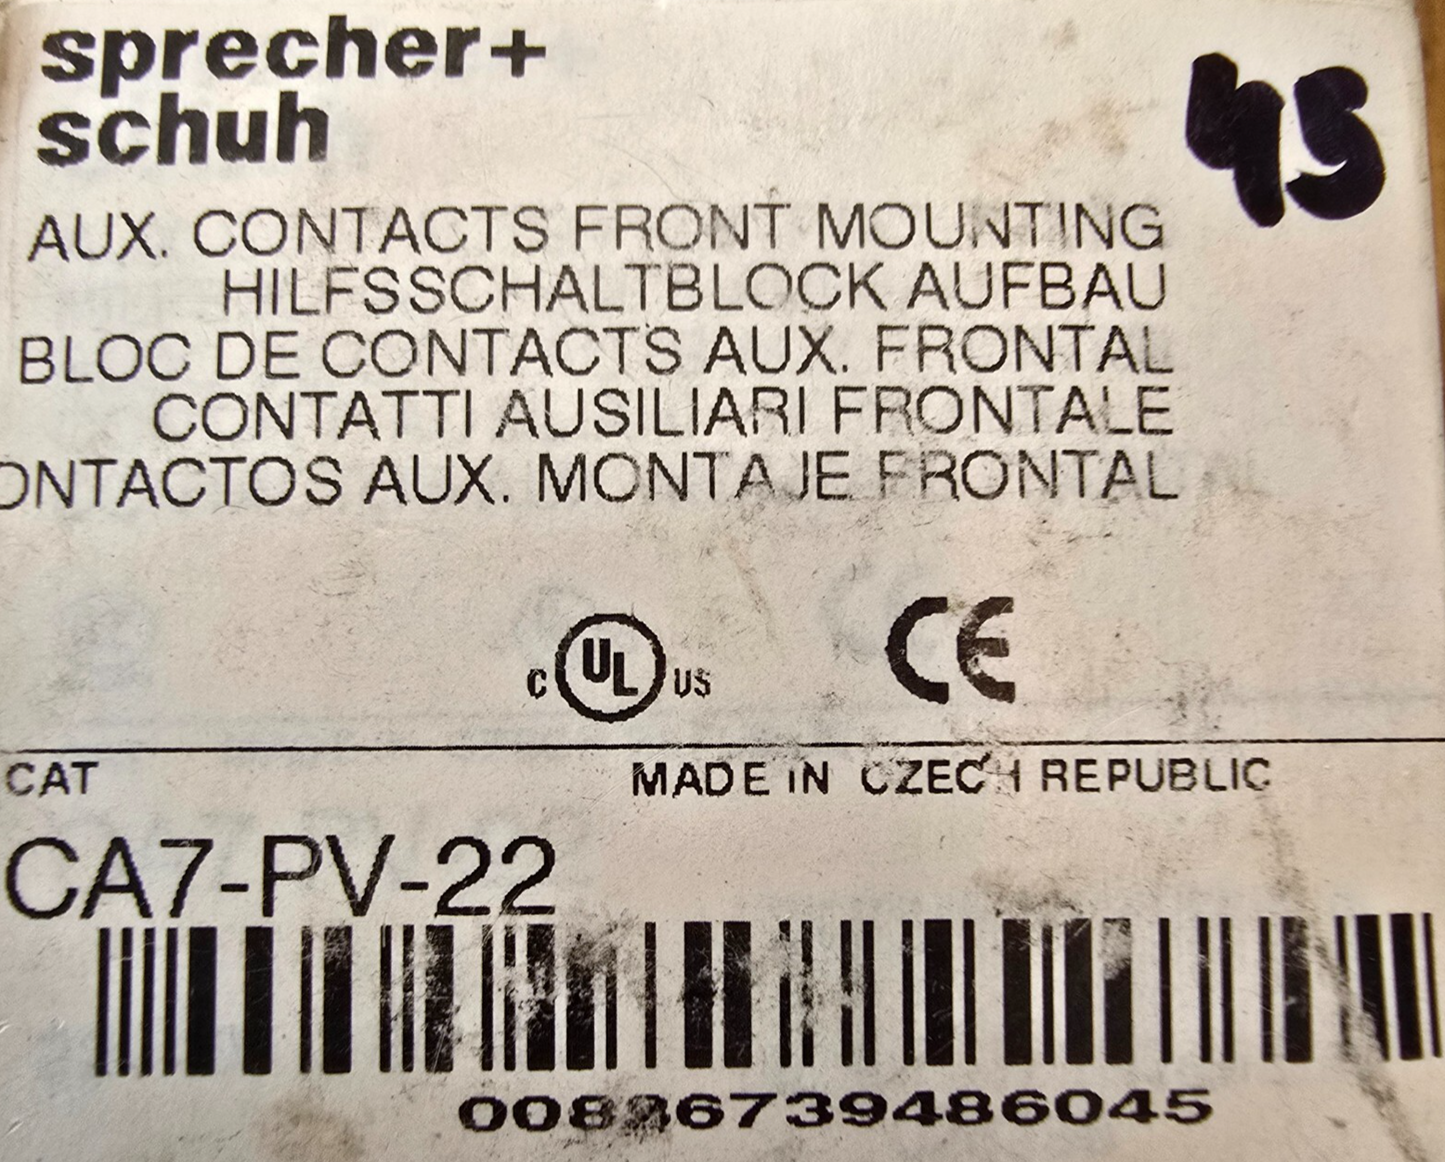 sprecher+
schuh
45
AUX. CONTACTS FRONT MOUNTING
HILFSSCHALTBLOCK AUFBAU
BLOC DE CONTACTS AUX. FRONTAL
CONTATTI AUSILIARI FRONTALE
ONTACTOS AUX. MONTAJE FRONTAL
C UL US CE
CAT MADE IN CZECH REPUBLIC
CA7-PV-22